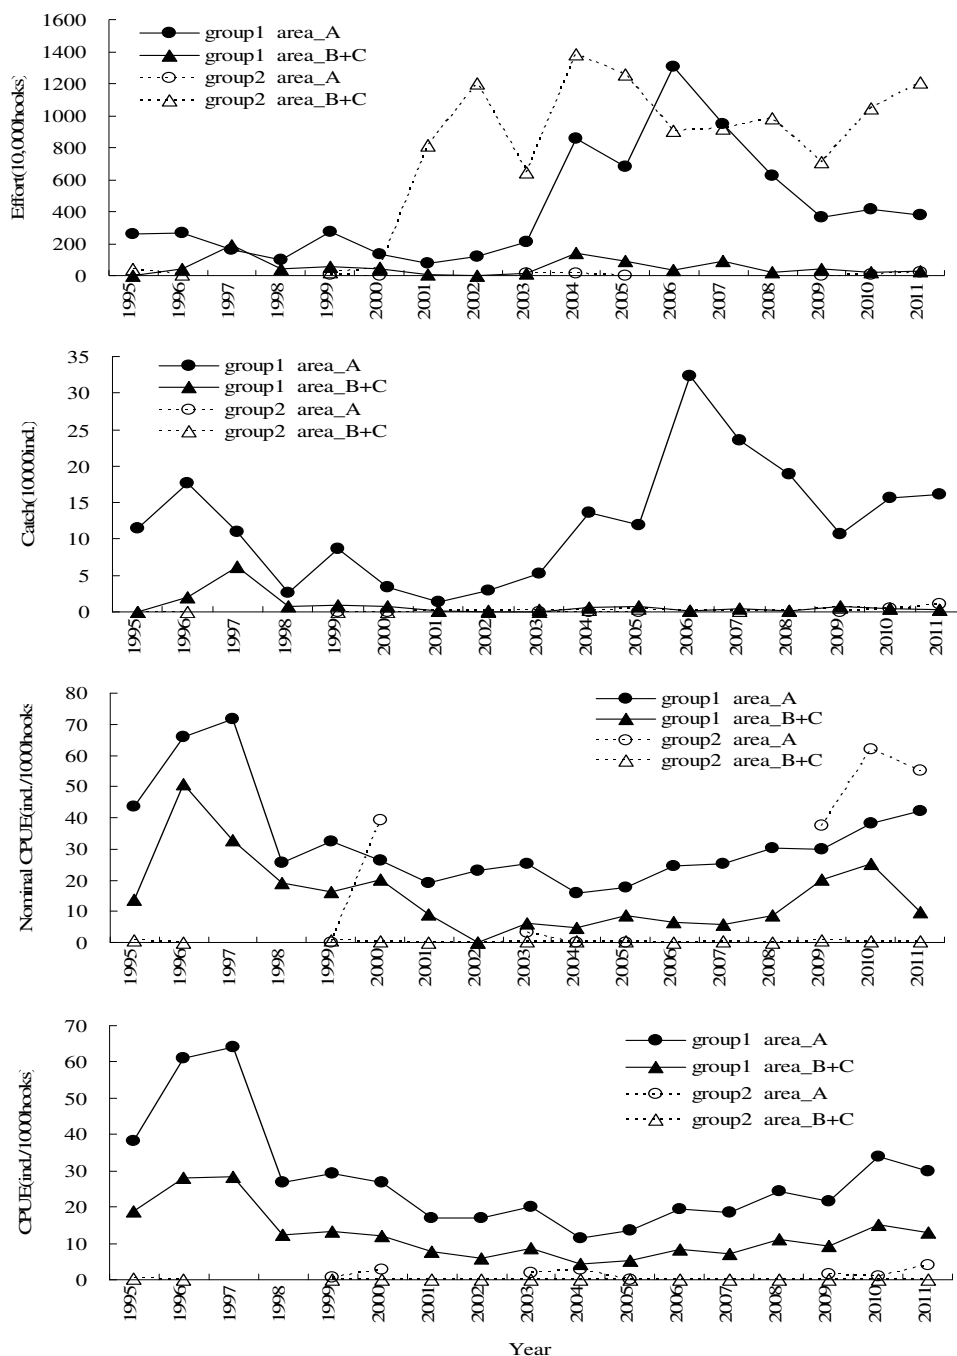 1600
1400
1200
1000
800
600
400
200
0
Effort(10,000hooks)
group1 area_A
group1 area_B+C
group2 area_A
group2 area_B+C
1995 1996 1997 1998 1999 2000 2001 2002 2003 2004 2005 2006 2007 2008 2009 2010 2011
35
30
25
20
15
10
5
0
Catch(10000ind.)
group1 area_A
group1 area_B+C
group2 area_A
group2 area_B+C
1995 1996 1997 1998 1999 2000 2001 2002 2003 2004 2005 2006 2007 2008 2009 2010 2011
80
70
60
50
40
30
20
10
0
Nominal CPUE(ind./1000hooks
group1 area_A
group1 area_B+C
group2 area_A
group2 area_B+C
1995 1996 1997 1998 1999 2000 2001 2002 2003 2004 2005 2006 2007 2008 2009 2010 2011
70
60
50
40
30
20
10
0
CPUE(ind./1000hooks)
group1 area_A
group1 area_B+C
group2 area_A
group2 area_B+C
1995 1996 1997 1998 1999 2000 2001 2002 2003 2004 2005 2006 2007 2008 2009 2010 2011
Year